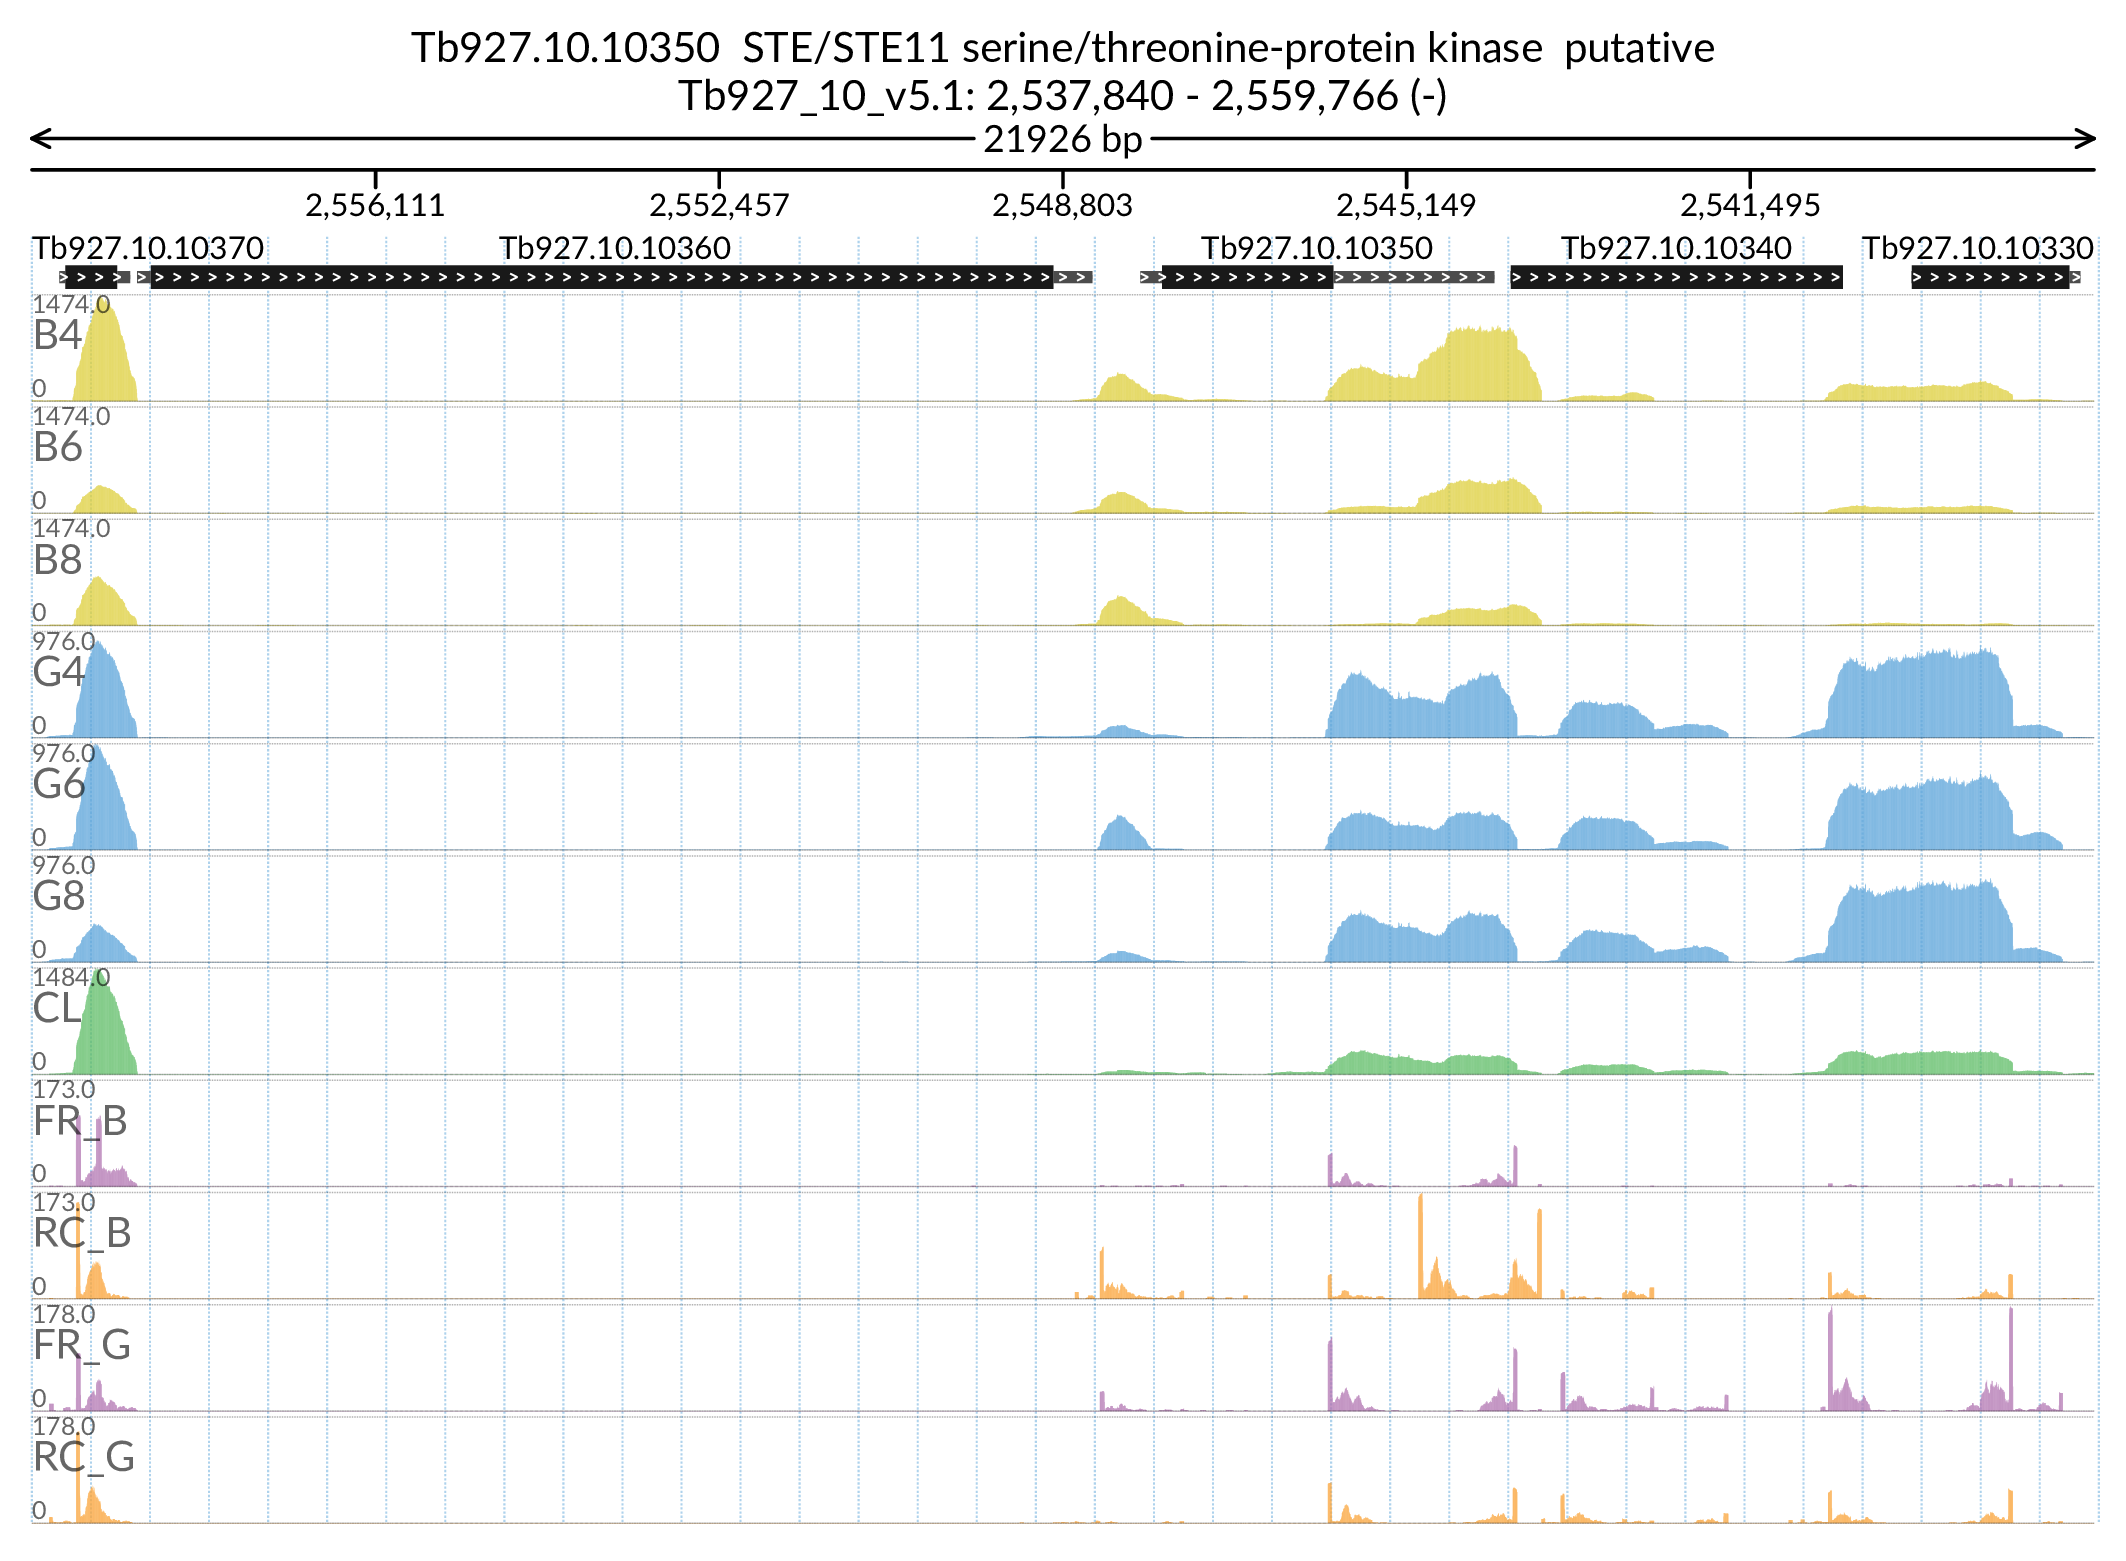 Tb927.10.10350  STE/STE11 serine/threonine-protein kinase  putative
Tb927_10_v5.1: 2,537,840 - 2,559,766 (-)
21926 bp
2,556,111 2,552,457 2,548,803 2,545,149 2,541,495
Tb927.10.10370 Tb927.10.10360 Tb927.10.10350 Tb927.10.10340 Tb927.10.10330
1474.0
B4
0
1474.0
B6
0
1474.0
B8
0
976.0
G4
0
976.0
G6
0
976.0
G8
0
1484.0
CL
0
173.0
FR_B
0
173.0
RC_B
0
178.0
FR_G
0
178.0
RC_G
0